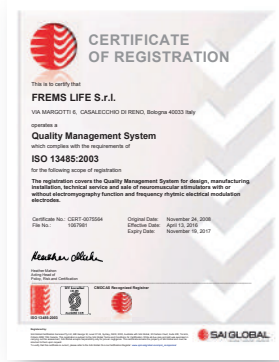 CERTIFICATE
OF REGISTRATION
This is to certify that
FREMS LIFE S.r.l.
VIA MARGOTTI 6, CASALECCHIO DI RENO, Bologna 40033 Italy
operates a
Quality Management System
which complies with the requirements of
ISO 13485:2003
for the following scope of registration
The registration covers the Quality Management System for design, manufacturing
installation, technical service and sale of neuromuscular stimulators with or
without electromyography function and frequency rhytmic electrical modulation
electrodes.
Certificate No.: CERT-0075564
File No.: 1067981
Original Date: November 24, 2008
Effective Date: April 13, 2016
Expiry Date: November 19, 2017
Heather Mahon
Acting Head of
Policy, Risk and Certification
CMDCAS Recognized Registrar
ISO 13485:2003
SAI GLOBAL